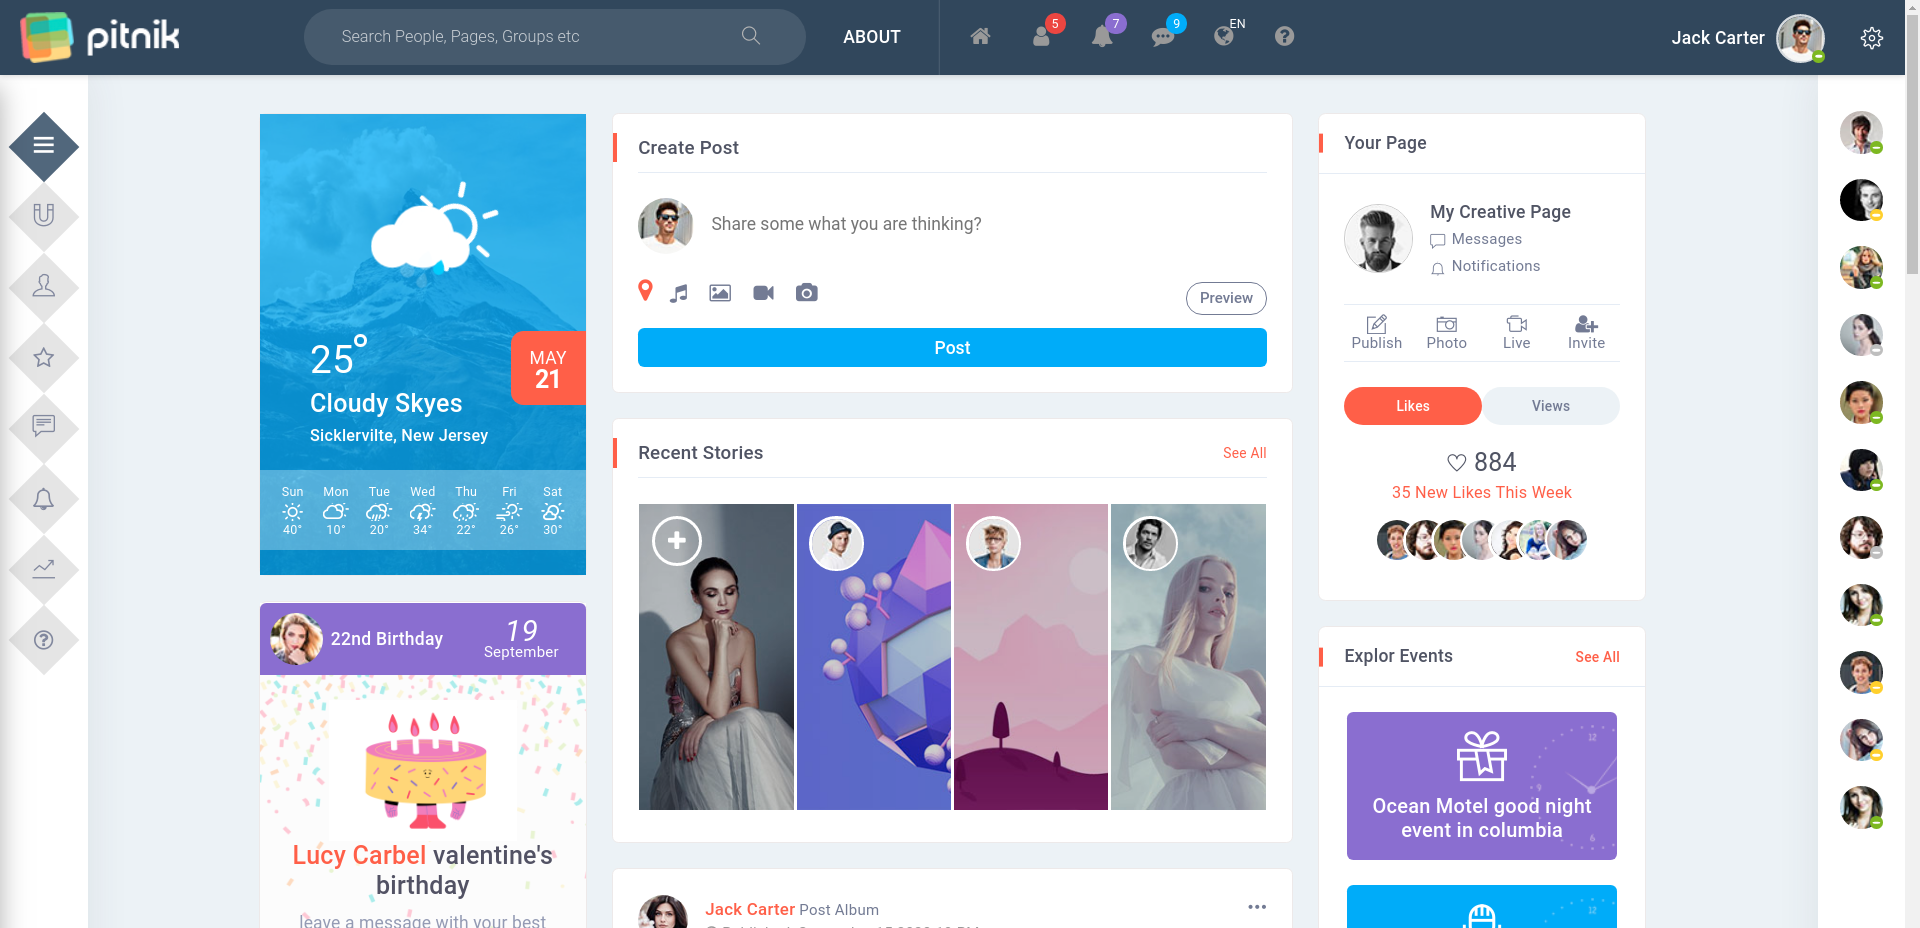 pitnik
Search People, Pages, Groups etc
ABOUT
5
7
9
EN
Jack Carter
25°
MAY
21
Cloudy Skyes
Sicklervilte, New Jersey
Sun Mon Tue Wed Thu Fri Sat
40° 10° 20° 34° 22° 26° 30°
22nd Birthday
19
September
Lucy Carbel valentine's
birthday
leave a message with your best
Create Post
Share some what you are thinking?
Preview
Post
Recent Stories
See All
Jack Carter Post Album
Your Page
My Creative Page
Messages
Notifications
Publish Photo Live Invite
Likes Views
884
35 New Likes This Week
Explor Events
See All
12
6
Ocean Motel good night
event in columbia
12